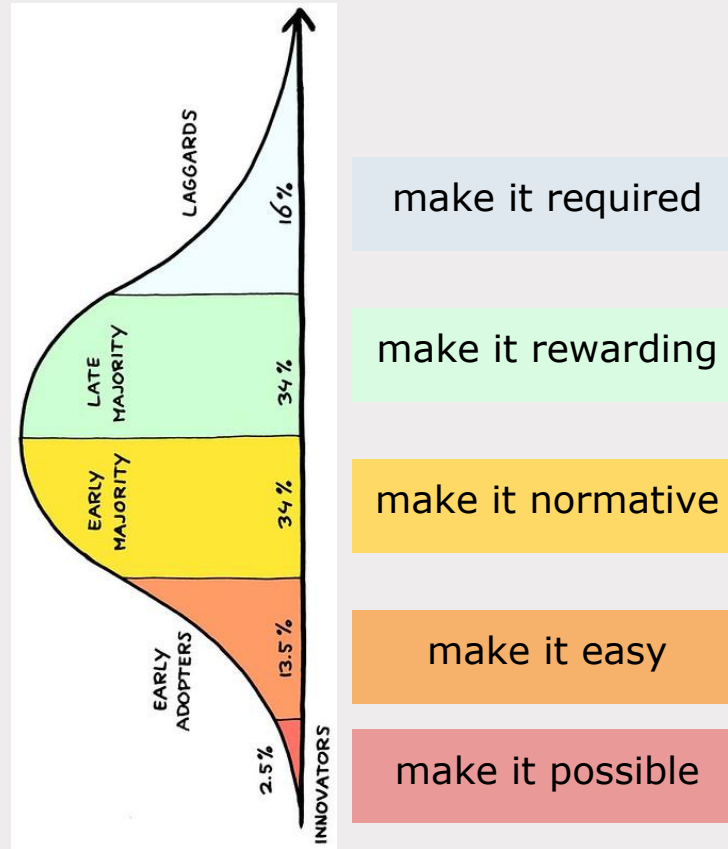 LAGGARDS
16%
make it required
LATE
MAJORITY
34%
make it rewarding
EARLY
MAJORITY
34%
make it normative
EARLY
ADOPTERS
13.5%
make it easy
2.5%
INNOVATORS
make it possible